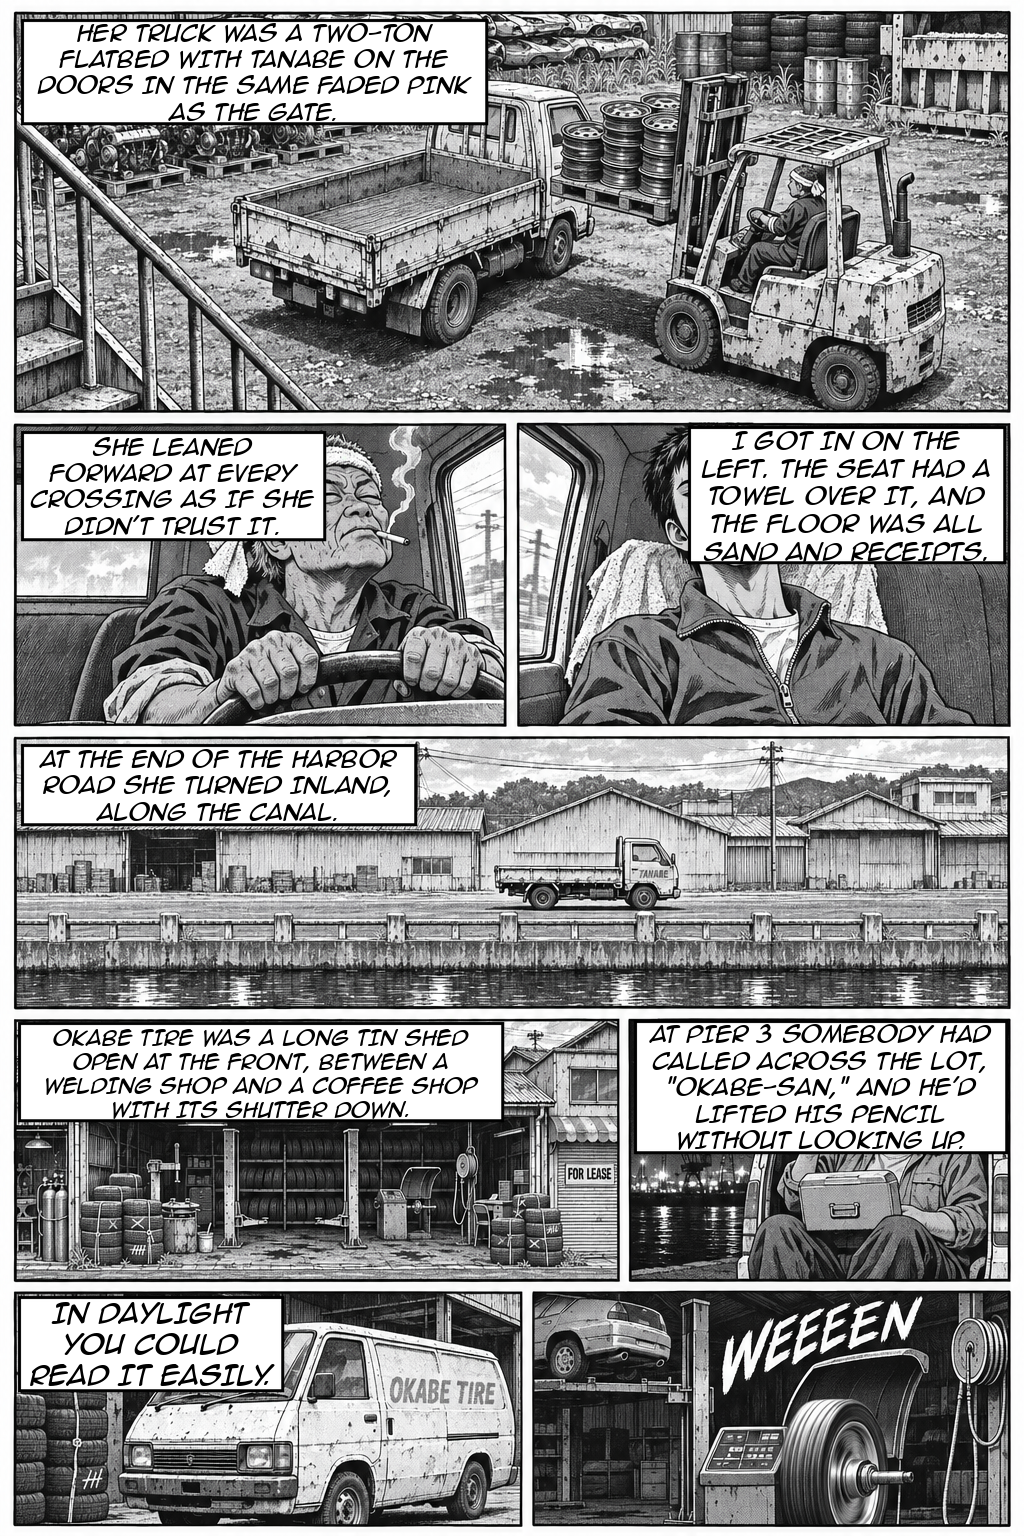 HER TRUCK WAS A TWO-TON
FLATBED WITH TANABE ON THE
DOORS IN THE SAME FADED PINK
AS THE GATE.
SHE LEANED
FORWARD AT EVERY
CROSSING AS IF SHE
DIDN'T TRUST IT.
I GOT IN ON THE
LEFT. THE SEAT HAD A
TOWEL OVER IT, AND
THE FLOOR WAS ALL
SAND AND RECEIPTS.
AT THE END OF THE HARBOR
ROAD SHE TURNED INLAND,
ALONG THE CANAL.
TANABE
OKABE TIRE WAS A LONG TIN SHED
OPEN AT THE FRONT, BETWEEN A
WELDING SHOP AND A COFFEE SHOP
WITH ITS SHUTTER DOWN.
FOR LEASE
AT PIER 3 SOMEBODY HAD
CALLED ACROSS THE LOT,
"OKABE-SAN," AND HE'D
LIFTED HIS PENCIL
WITHOUT LOOKING UP.
IN DAYLIGHT
YOU COULD
READ IT EASILY.
OKABE TIRE
WEEEEN